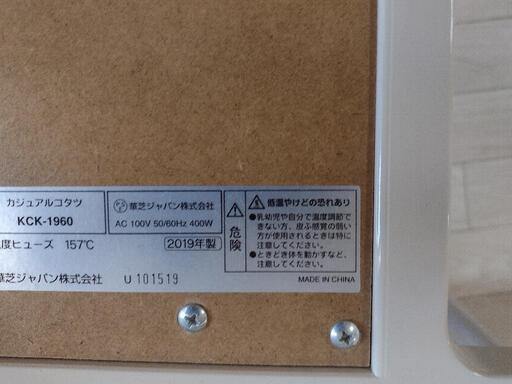 カジュアルコタツ
KCK-1960
華芝ジャパン株式会社
AC 100V 50/60Hz 400W
度ヒューズ 157℃
2019年製
華芝ジャパン株式会社
U 101519
危険
低温やけどの恐れあり
●乳幼児や自分で温度調節で
きない方、皮ふ感覚の弱い
方が使用されるときは特に
注意してください。
●ときどき体を動かすなど、
注意してください。
MADE IN CHINA